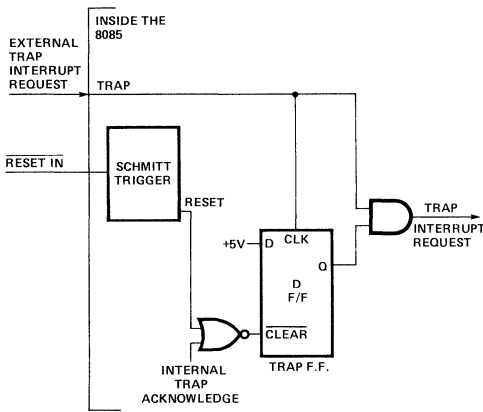 INSIDE THE
8085
EXTERNAL
TRAP
INTERRUPT
REQUEST
TRAP
RESET IN
SCHMITT
TRIGGER
RESET
TRAP
INTERRUPT
REQUEST
+5V
D
CLK
Q
D
F/F
CLEAR
TRAP F.F.
INTERNAL
TRAP
ACKNOWLEDGE